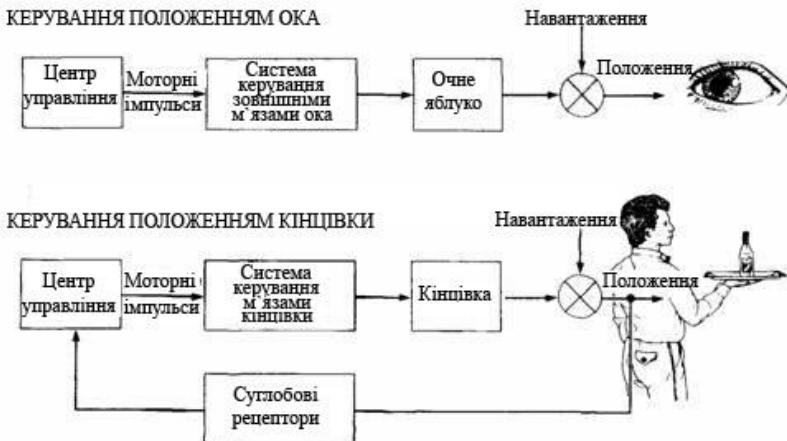 КЕРУВАННЯ ПОЛОЖЕННЯМ ОКА
Навантаження
Центр
управління
Моторні
імпульси
Система
керування
зовнішніми
м`язами ока
Очне
яблуко
Положення
КЕРУВАННЯ ПОЛОЖЕННЯМ КІНЦІВКИ
Навантаження
Центр
управління
Моторні
імпульси
Система
керування
м`язами
кінцівки
Кінцівка
Положення
Суглобові
рецептори